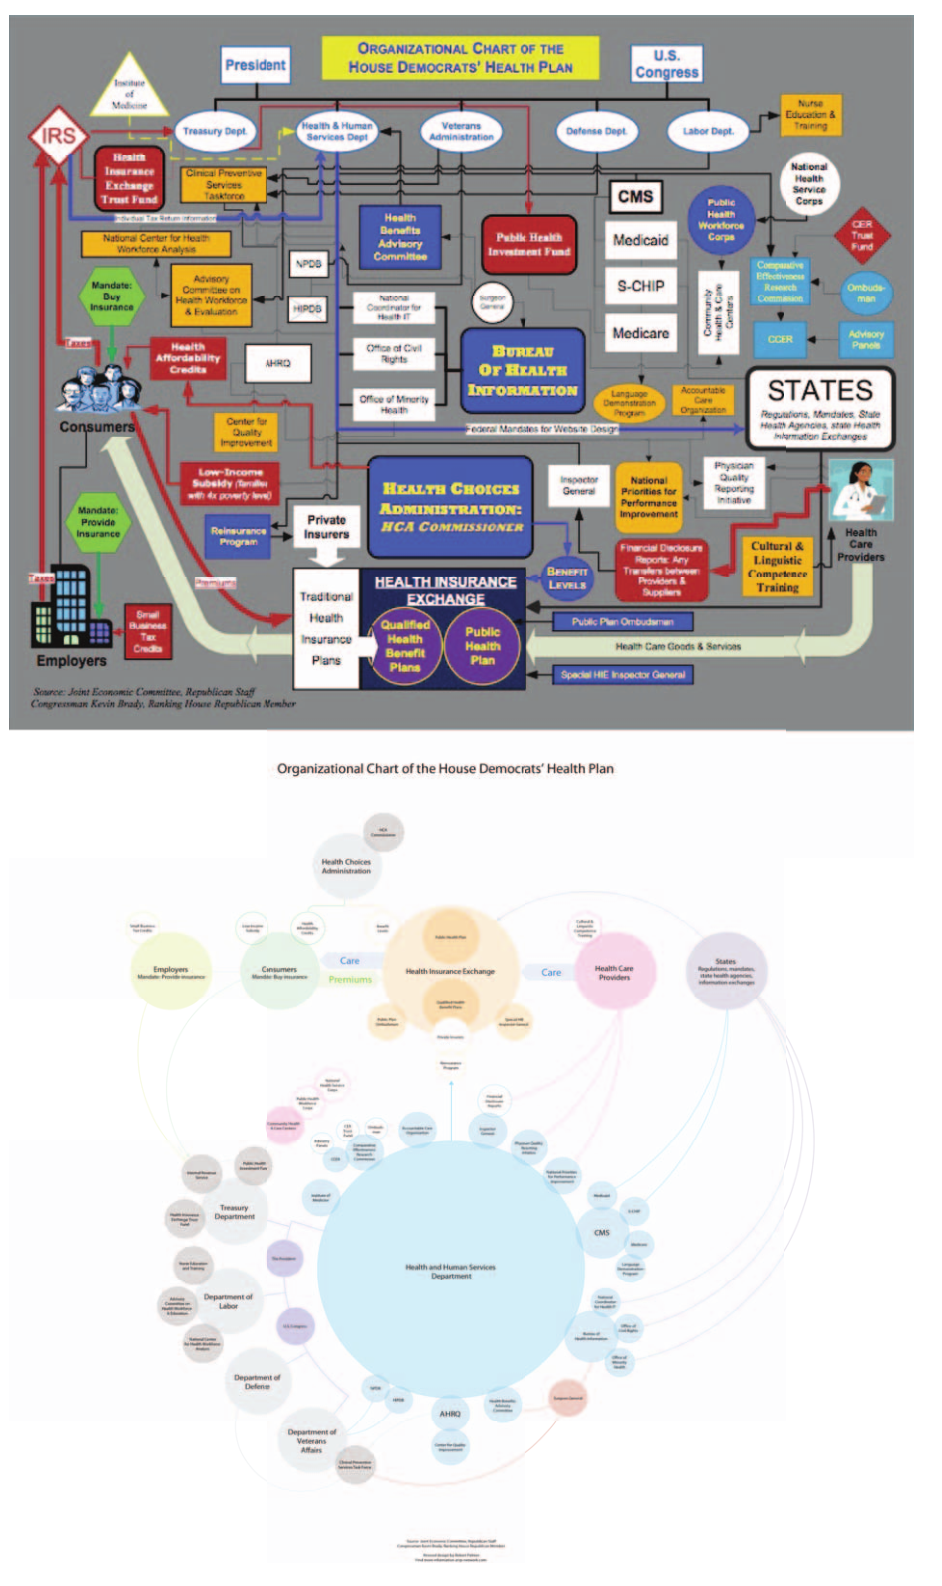 ORGANIZATIONAL CHART OF THE
HOUSE DEMOCRATS' HEALTH PLAN
President
U.S.
Congress
Institute
of
Medicine
IRS
Treasury Dept.
Health & Human
Services Dept
Veterans
Administration
Defense Dept.
Labor Dept.
Nurse
Education &
Training
Health
Insurance
Exchange
Trust Fund
Clinical Preventive
Services
Taskforce
CMS
National
Health
Service
Corps
Individual Tax Return Information
Health
Benefits
Advisory
Committee
Public Health
Investment Fund
Public
Health
Workforce
Corps
CER
Trust
Fund
National Center for Health
Workforce Analysis
Medicaid
NPDB
Mandate:
Buy
Insurance
Advisory
Committee on
Health Workforce
& Evaluation
HIPDB
National
Coordinator for
Health IT
Surgeon
General
S-CHIP
Community
Health & Care
Centers
Comparative
Effectiveness
Research
Commission
Ombuds-
man
Medicare
CCER
Advisory
Panels
Taxes
Health
Affordability
Credits
AHRQ
Office of Civil
Rights
BUREAU
OF HEALTH
INFORMATION
Office of Minority
Health
Language
Demonstration
Program
Accountable
Care
Organization
STATES
Regulations, Mandates, State
Health Agencies, state Health
Information Exchanges
Consumers
Center for
Quality
Improvement
Federal Mandates for Website Design
Low-Income
Subsidy (families
with 4x poverty level)
HEALTH CHOICES
ADMINISTRATION:
HCA COMMISSIONER
Inspector
General
National
Priorities for
Performance
Improvement
Physician
Quality
Reporting
Initiative
Mandate:
Provide
Insurance
Reinsurance
Program
Private
Insurers
Health
Care
Providers
Financial Disclosure
Reports: Any
Transfers between
Providers &
Suppliers
Cultural &
Linguistic
Competence
Training
Taxes
Traditional
Health
Insurance
Plans
HEALTH INSURANCE
EXCHANGE
BENEFIT
LEVELS
Qualified
Health
Benefit
Plans
Public
Health
Plan
Public Plan Ombudsman
Small
Business
Tax
Credits
Employers
Health Care Goods & Services
Special HIE Inspector General
Source: Joint Economic Committee, Republican Staff
Congressman Kevin Brady, Ranking House Republican Member
Organizational Chart of the House Democrats' Health Plan
HCA
Commissioner
Health Choices
Administration
Small Business
Tax Credits
Low-Income
Subsidy
Health
Affordability
Credits
Benefit
Levels
Public Health Plan
Cultural &
Linguistic
Competence
Training
Employers
Mandate: Provide Insurance
Consumers
Mandate: Buy Insurance
Care
Premiums
Health Insurance Exchange
Care
Health Care
Providers
States
Regulations, mandates,
state health agencies,
information exchanges
Qualified Health
Benefit Plans
Public Plan
Ombudsman
Special HIE
Inspector General
Private Insurers
Reinsurance
Program
National
Health Service
Corps
Public Health
Workforce
Corps
Community Health
& Care Centers
Financial
Disclosure
Reports
Advisory
Panels
CER
Trust
Fund
Ombuds-
man
CCER
Comparative
Effectiveness
Research
Commission
Accountable Care
Organization
Inspector
General
Physician Quality
Reporting
Initiative
National Priorities
for Performance
Improvement
Internal Revenue
Service
Public Health
Investment Fund
Institute of
Medicine
Treasury
Department
Health Insurance
Exchange Trust
Fund
Medicaid
S-CHIP
CMS
Medicare
Language
Demonstration
Program
The President
Health and Human Services
Department
Nurse Education
and Training
Department of
Labor
Advisory
Committee on
Health Workforce
& Evaluation
National Center
for Health Workforce
Analysis
U.S. Congress
National
Coordinator
for Health IT
Bureau of
Health Information
Office of
Civil Rights
Office of
Minority
Health
Department of
Defense
NPDB
HIPDB
AHRQ
Health Benefits
Advisory
Committee
Surgeon General
Department of
Veterans
Affairs
Center for Quality
Improvement
Clinical Preventive
Services Task Force
Source: Joint Economic Committee, Republican Staff
Congressman Kevin Brady, Ranking House Republican Member